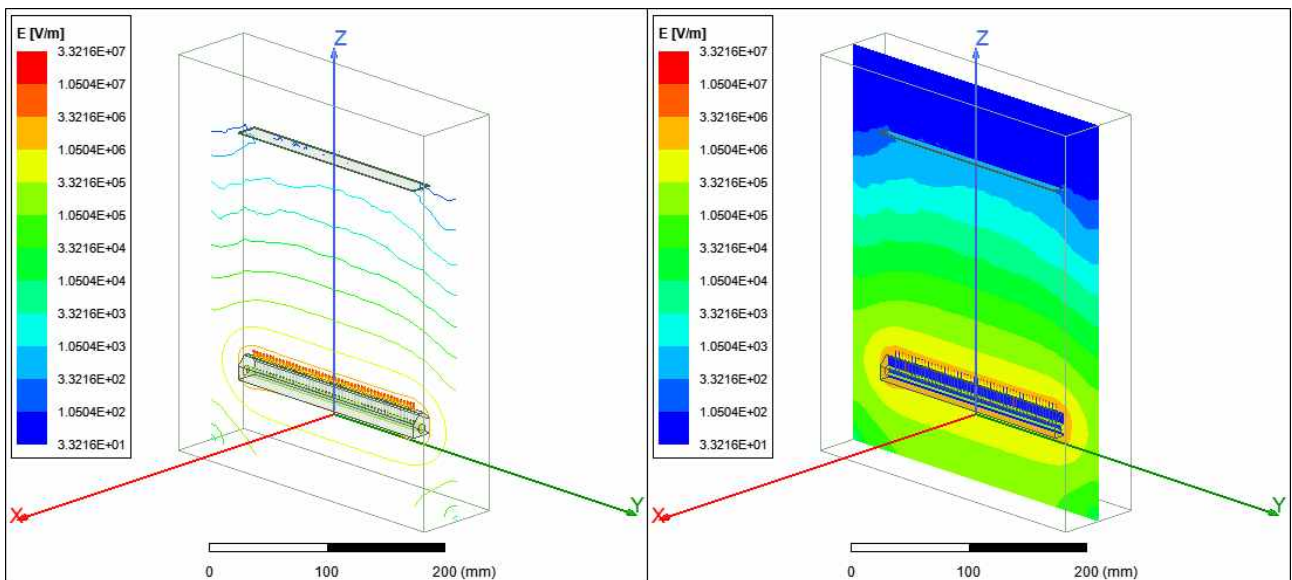 E [V/m]
3.3216E+07
1.0504E+07
3.3216E+06
1.0504E+06
3.3216E+05
1.0504E+05
3.3216E+04
1.0504E+04
3.3216E+03
1.0504E+03
3.3216E+02
1.0504E+02
3.3216E+01
Z
X
Y
0 100 200 (mm)
E [V/m]
3.3216E+07
1.0504E+07
3.3216E+06
1.0504E+06
3.3216E+05
1.0504E+05
3.3216E+04
1.0504E+04
3.3216E+03
1.0504E+03
3.3216E+02
1.0504E+02
3.3216E+01
Z
X
Y
0 100 200 (mm)